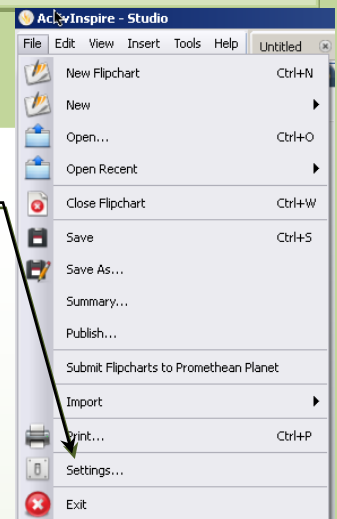 ActivInspire - Studio
File Edit View Insert Tools Help Untitled
New Flipchart Ctrl+N
New
Open... Ctrl+O
Open Recent
Close Flipchart Ctrl+W
Save Ctrl+S
Save As...
Summary...
Publish...
Submit Flipcharts to Promethean Planet
Import
Print... Ctrl+P
Settings...
Exit